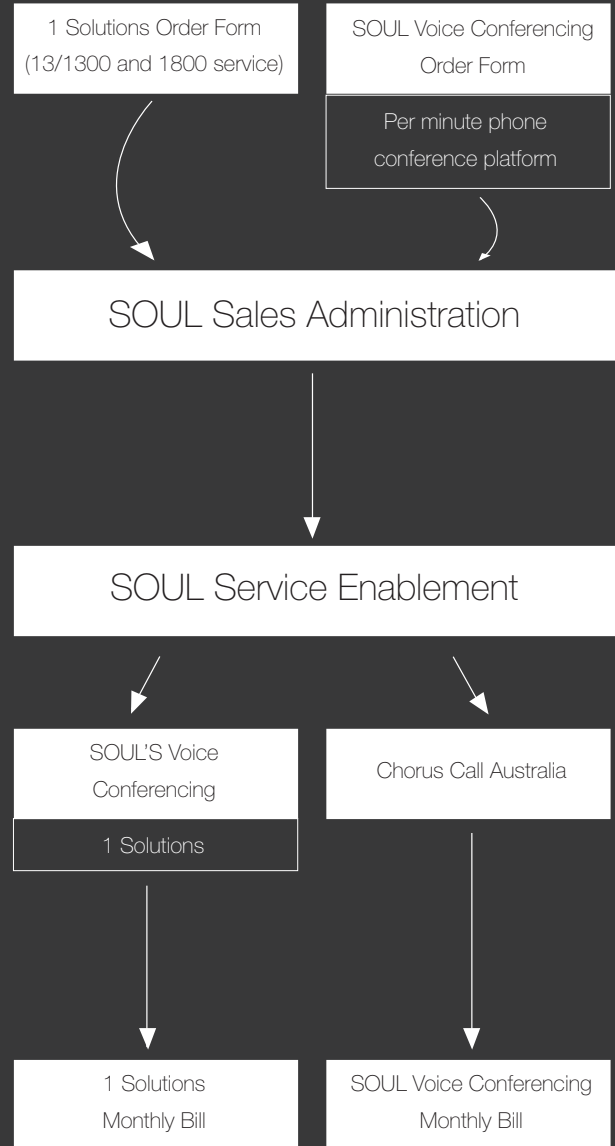 1 Solutions Order Form
(13/1300 and 1800 service)
SOUL Voice Conferencing
Order Form
Per minute phone
conference platform
SOUL Sales Administration
SOUL Service Enablement
SOUL'S Voice
Conferencing
1 Solutions
Chorus Call Australia
1 Solutions
Monthly Bill
SOUL Voice Conferencing
Monthly Bill